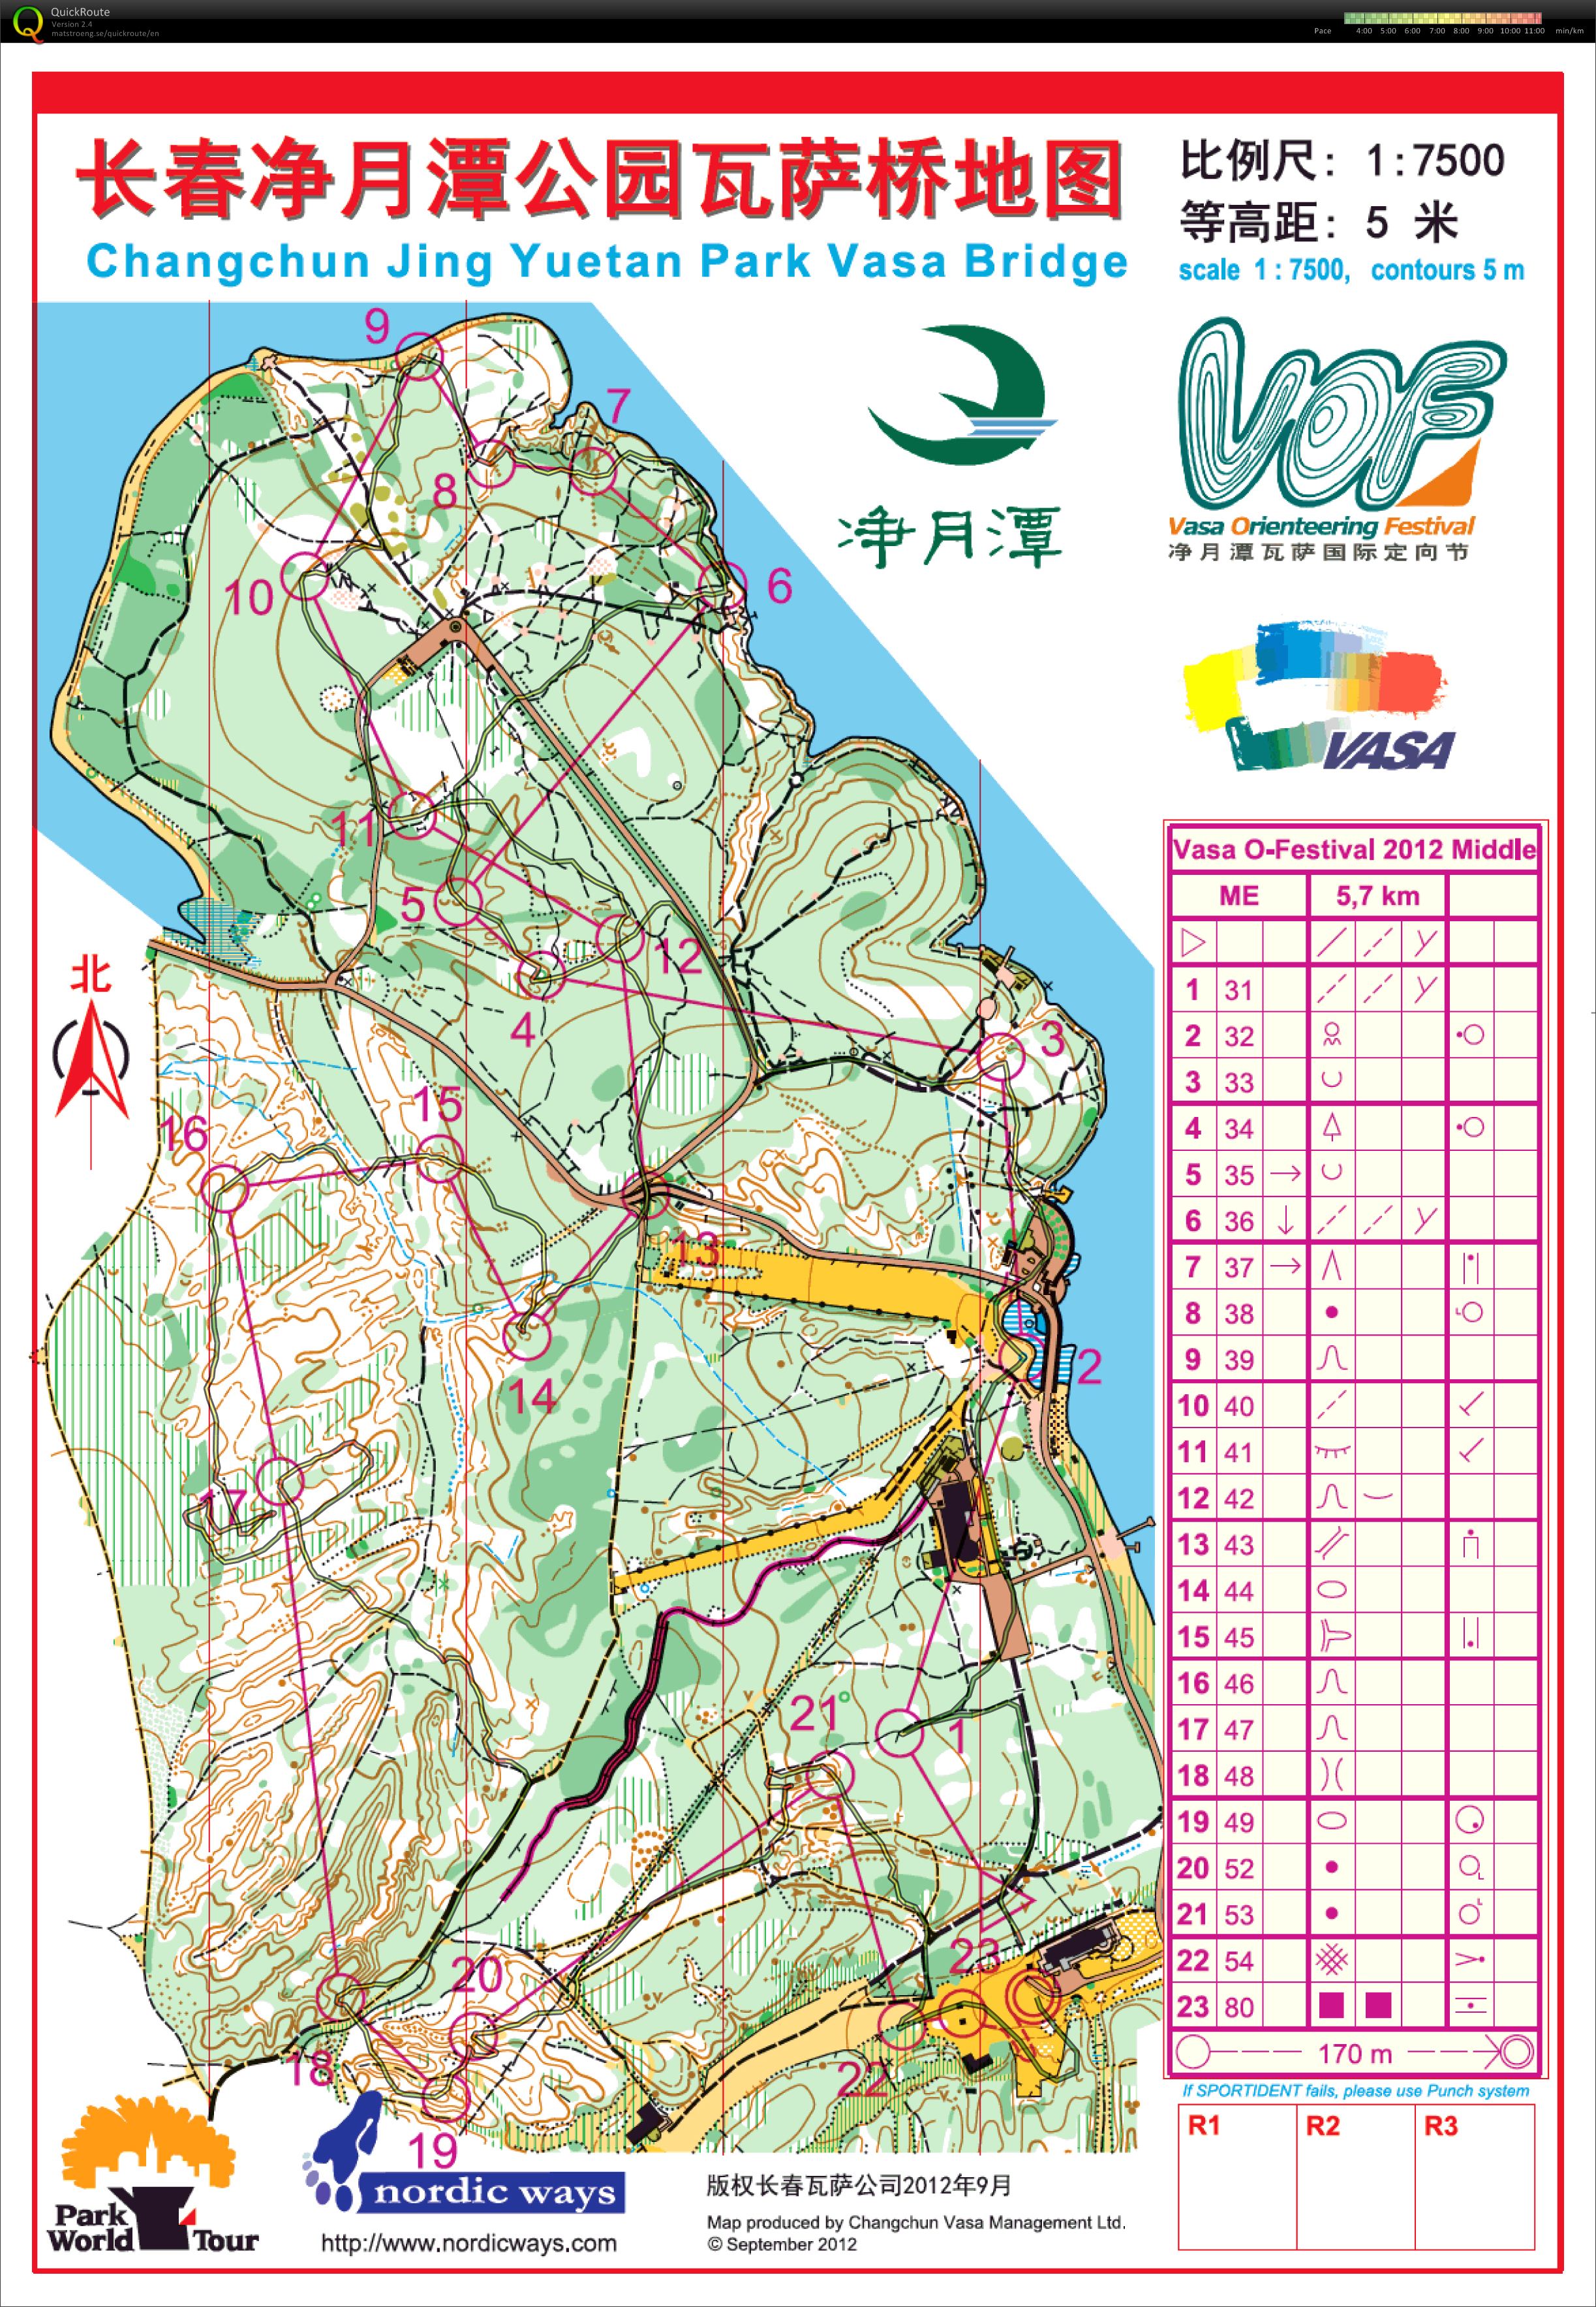 QuickRoute
Version 2.4
matstroeng.se/quickroute/en
Pace 4:00 5:00 6:00 7:00 8:00 9:00 10:00 11:00 min/km
长春净月潭公园瓦萨桥地图
Changchun Jing Yuetan Park Vasa Bridge
比例尺: 1:7500
等高距: 5 米
scale 1 : 7500, contours 5 m
净月潭
VOF
Vasa Orienteering Festival
净月潭瓦萨国际定向节
VASA
9
7
8
6
10
11
5
12
4
3
北
15
16
13
2
14
17
21
1
20
23
18
22
19
Vasa O-Festival 2012 Middle
ME 5,7 km
1 31
2 32
3 33
4 34
5 35
6 36
7 37
8 38
9 39
10 40
11 41
12 42
13 43
14 44
15 45
16 46
17 47
18 48
19 49
20 52
21 53
22 54
23 80
170 m
If SPORTIDENT fails, please use Punch system
R1 R2 R3
Park
World Tour
nordic ways
http://www.nordicways.com
版权长春瓦萨公司2012年9月
Map produced by Changchun Vasa Management Ltd.
© September 2012